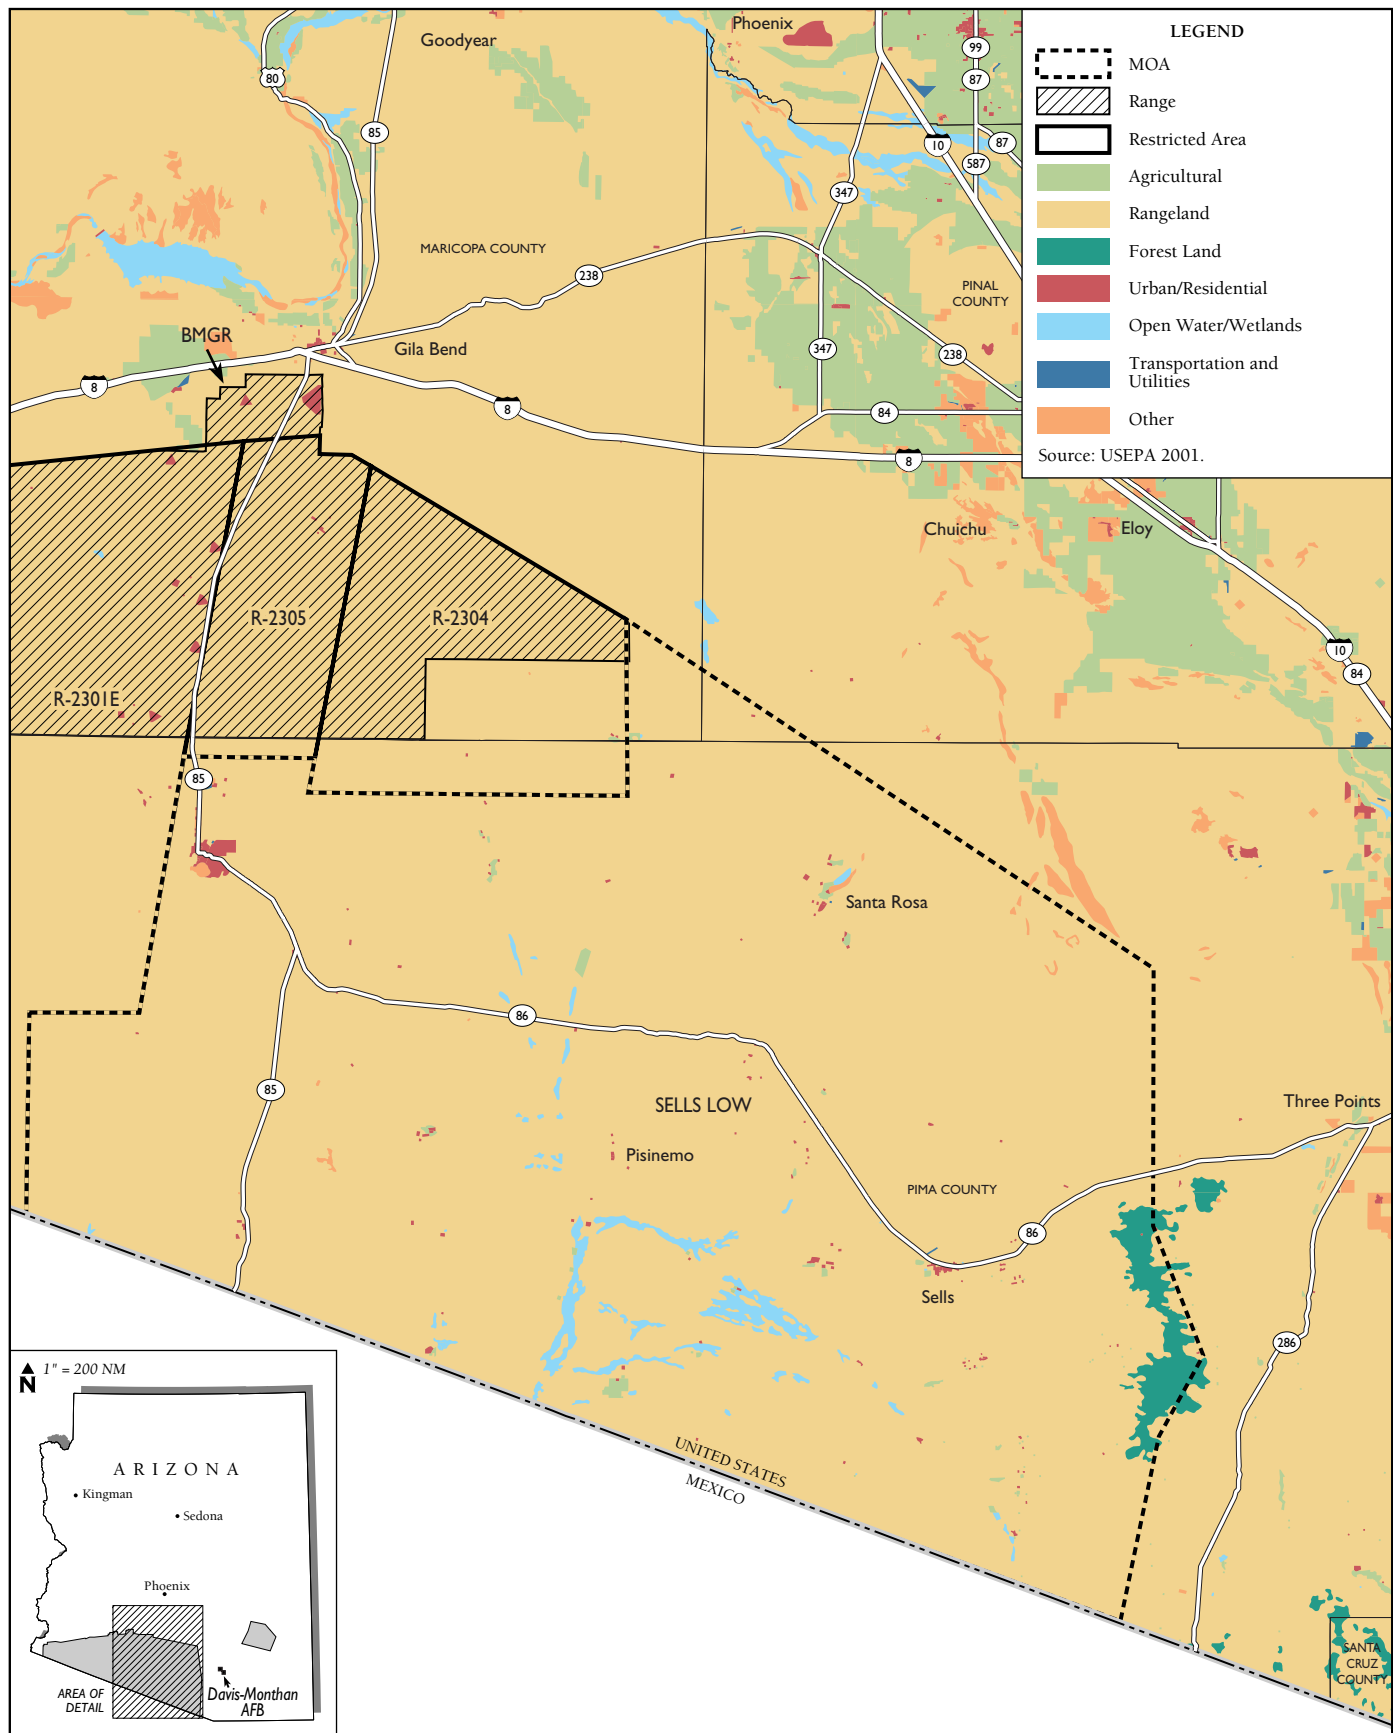 Phoenix
Goodyear
99
87
80
85
10
87
587
347
MARICOPA COUNTY
238
PINAL
COUNTY
BMGR
Gila Bend
347
238
8
8
84
8
LEGEND
MOA
Range
Restricted Area
Agricultural
Rangeland
Forest Land
Urban/Residential
Open Water/Wetlands
Transportation and
Utilities
Other
Source: USEPA 2001.
Chuichu
Eloy
R-2305
R-2304
10
84
R-2301E
85
Santa Rosa
86
85
SELLS LOW
Three Points
Pisinemo
PIMA COUNTY
86
Sells
286
UNITED STATES
MEXICO
SANTA
CRUZ
COUNTY
1" = 200 NM
N
ARIZONA
Kingman
Sedona
Phoenix
AREA OF
DETAIL
Davis-Monthan
AFB